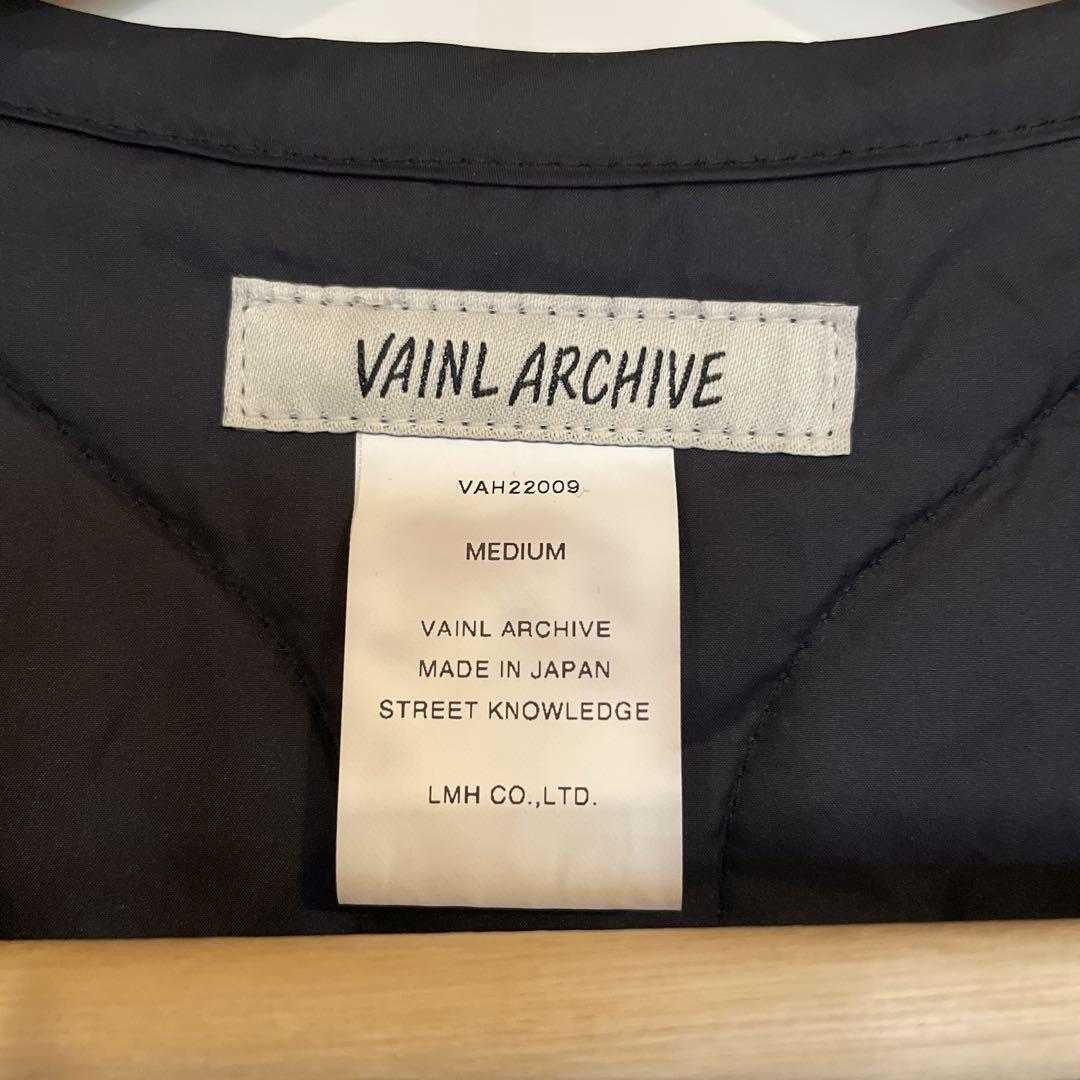 VAINL ARCHIVE
VAH22009
MEDIUM
VAINL ARCHIVE
MADE IN JAPAN
STREET KNOWLEDGE
LMH CO.,LTD.